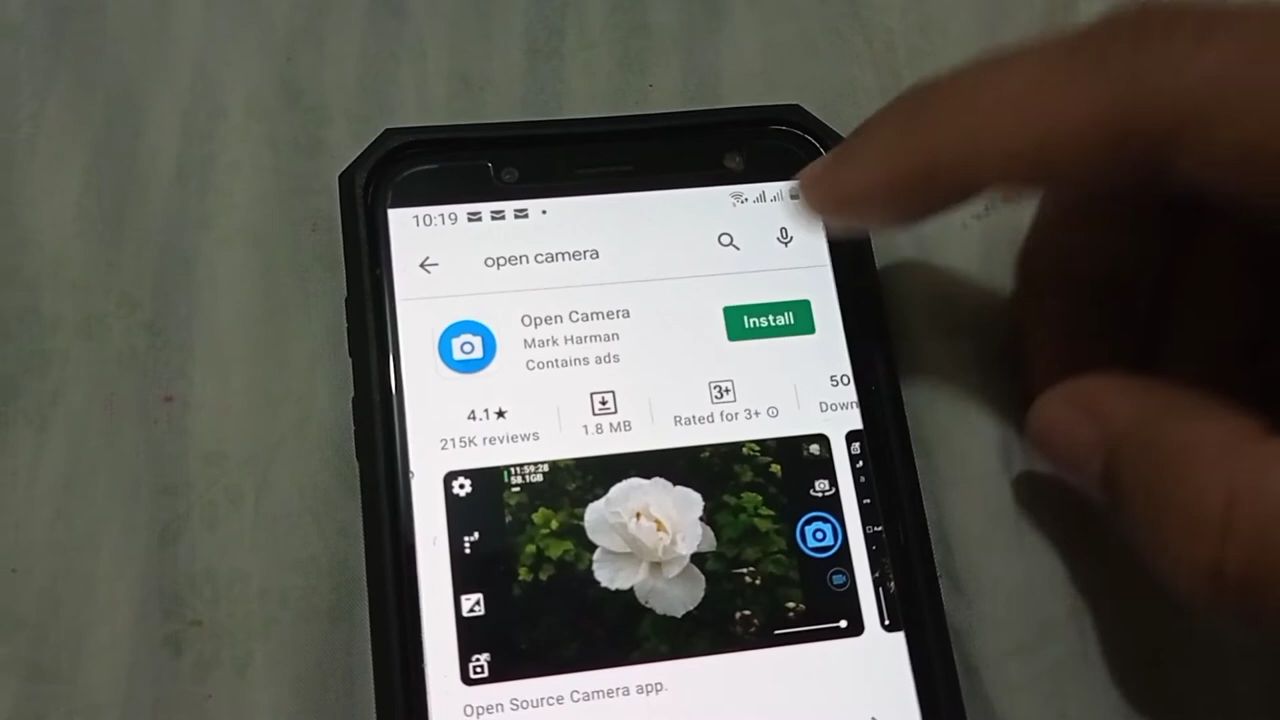 10:19
open camera
Open Camera
Mark Harman
Contains ads
Install
4.1★
215K reviews
1.8 MB
3+
Rated for 3+
50
Down
11:59:28
58.1GB
Open Source Camera app.